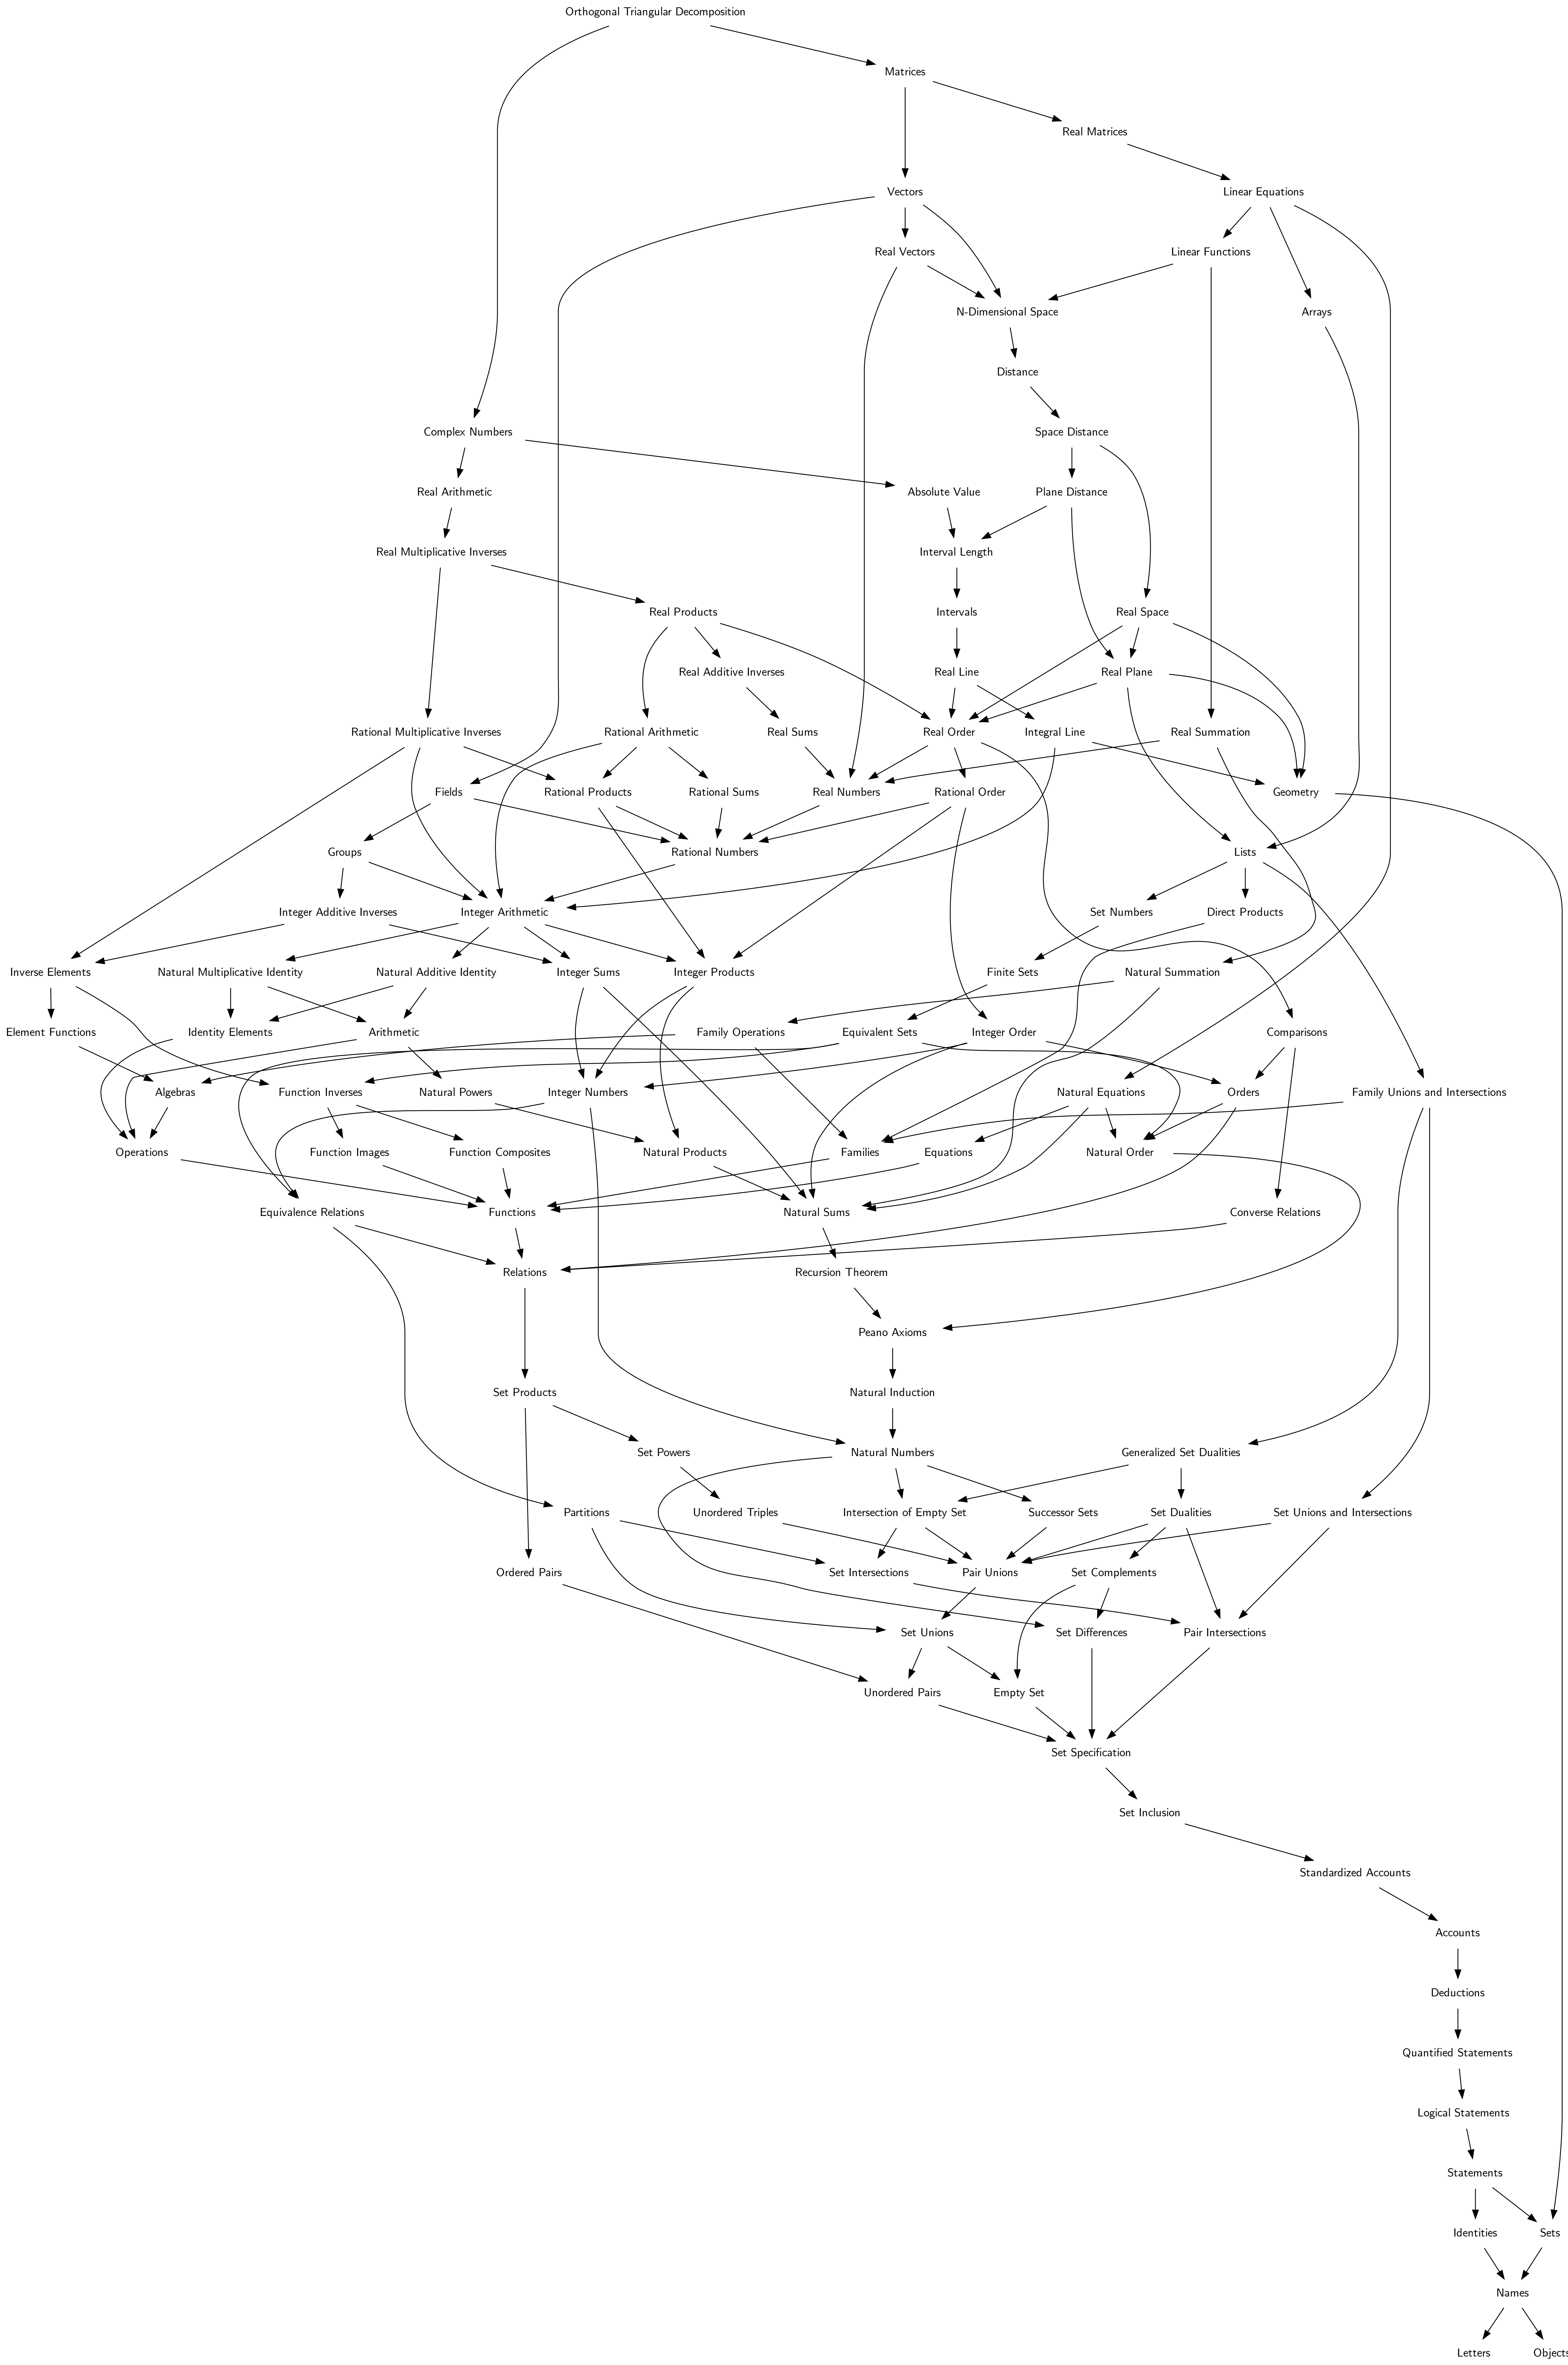 Orthogonal Triangular Decomposition
Matrices
Real Matrices
Vectors
Linear Equations
Real Vectors
Linear Functions
N-Dimensional Space
Arrays
Distance
Complex Numbers
Space Distance
Real Arithmetic
Absolute Value
Plane Distance
Real Multiplicative Inverses
Interval Length
Real Products
Intervals
Real Space
Real Additive Inverses
Real Line
Real Plane
Rational Multiplicative Inverses
Rational Arithmetic
Real Sums
Real Order
Integral Line
Real Summation
Fields
Rational Products
Rational Sums
Real Numbers
Rational Order
Geometry
Groups
Rational Numbers
Lists
Integer Additive Inverses
Integer Arithmetic
Set Numbers
Direct Products
Inverse Elements
Natural Multiplicative Identity
Natural Additive Identity
Integer Sums
Integer Products
Finite Sets
Natural Summation
Element Functions
Identity Elements
Arithmetic
Family Operations
Equivalent Sets
Integer Order
Comparisons
Algebras
Function Inverses
Natural Powers
Integer Numbers
Natural Equations
Orders
Family Unions and Intersections
Operations
Function Images
Function Composites
Natural Products
Families
Equations
Natural Order
Equivalence Relations
Functions
Natural Sums
Converse Relations
Relations
Recursion Theorem
Peano Axioms
Set Products
Natural Induction
Set Powers
Natural Numbers
Generalized Set Dualities
Partitions
Unordered Triples
Intersection of Empty Set
Successor Sets
Set Dualities
Set Unions and Intersections
Ordered Pairs
Set Intersections
Pair Unions
Set Complements
Set Unions
Set Differences
Pair Intersections
Unordered Pairs
Empty Set
Set Specification
Set Inclusion
Standardized Accounts
Accounts
Deductions
Quantified Statements
Logical Statements
Statements
Identities
Sets
Names
Letters
Objects